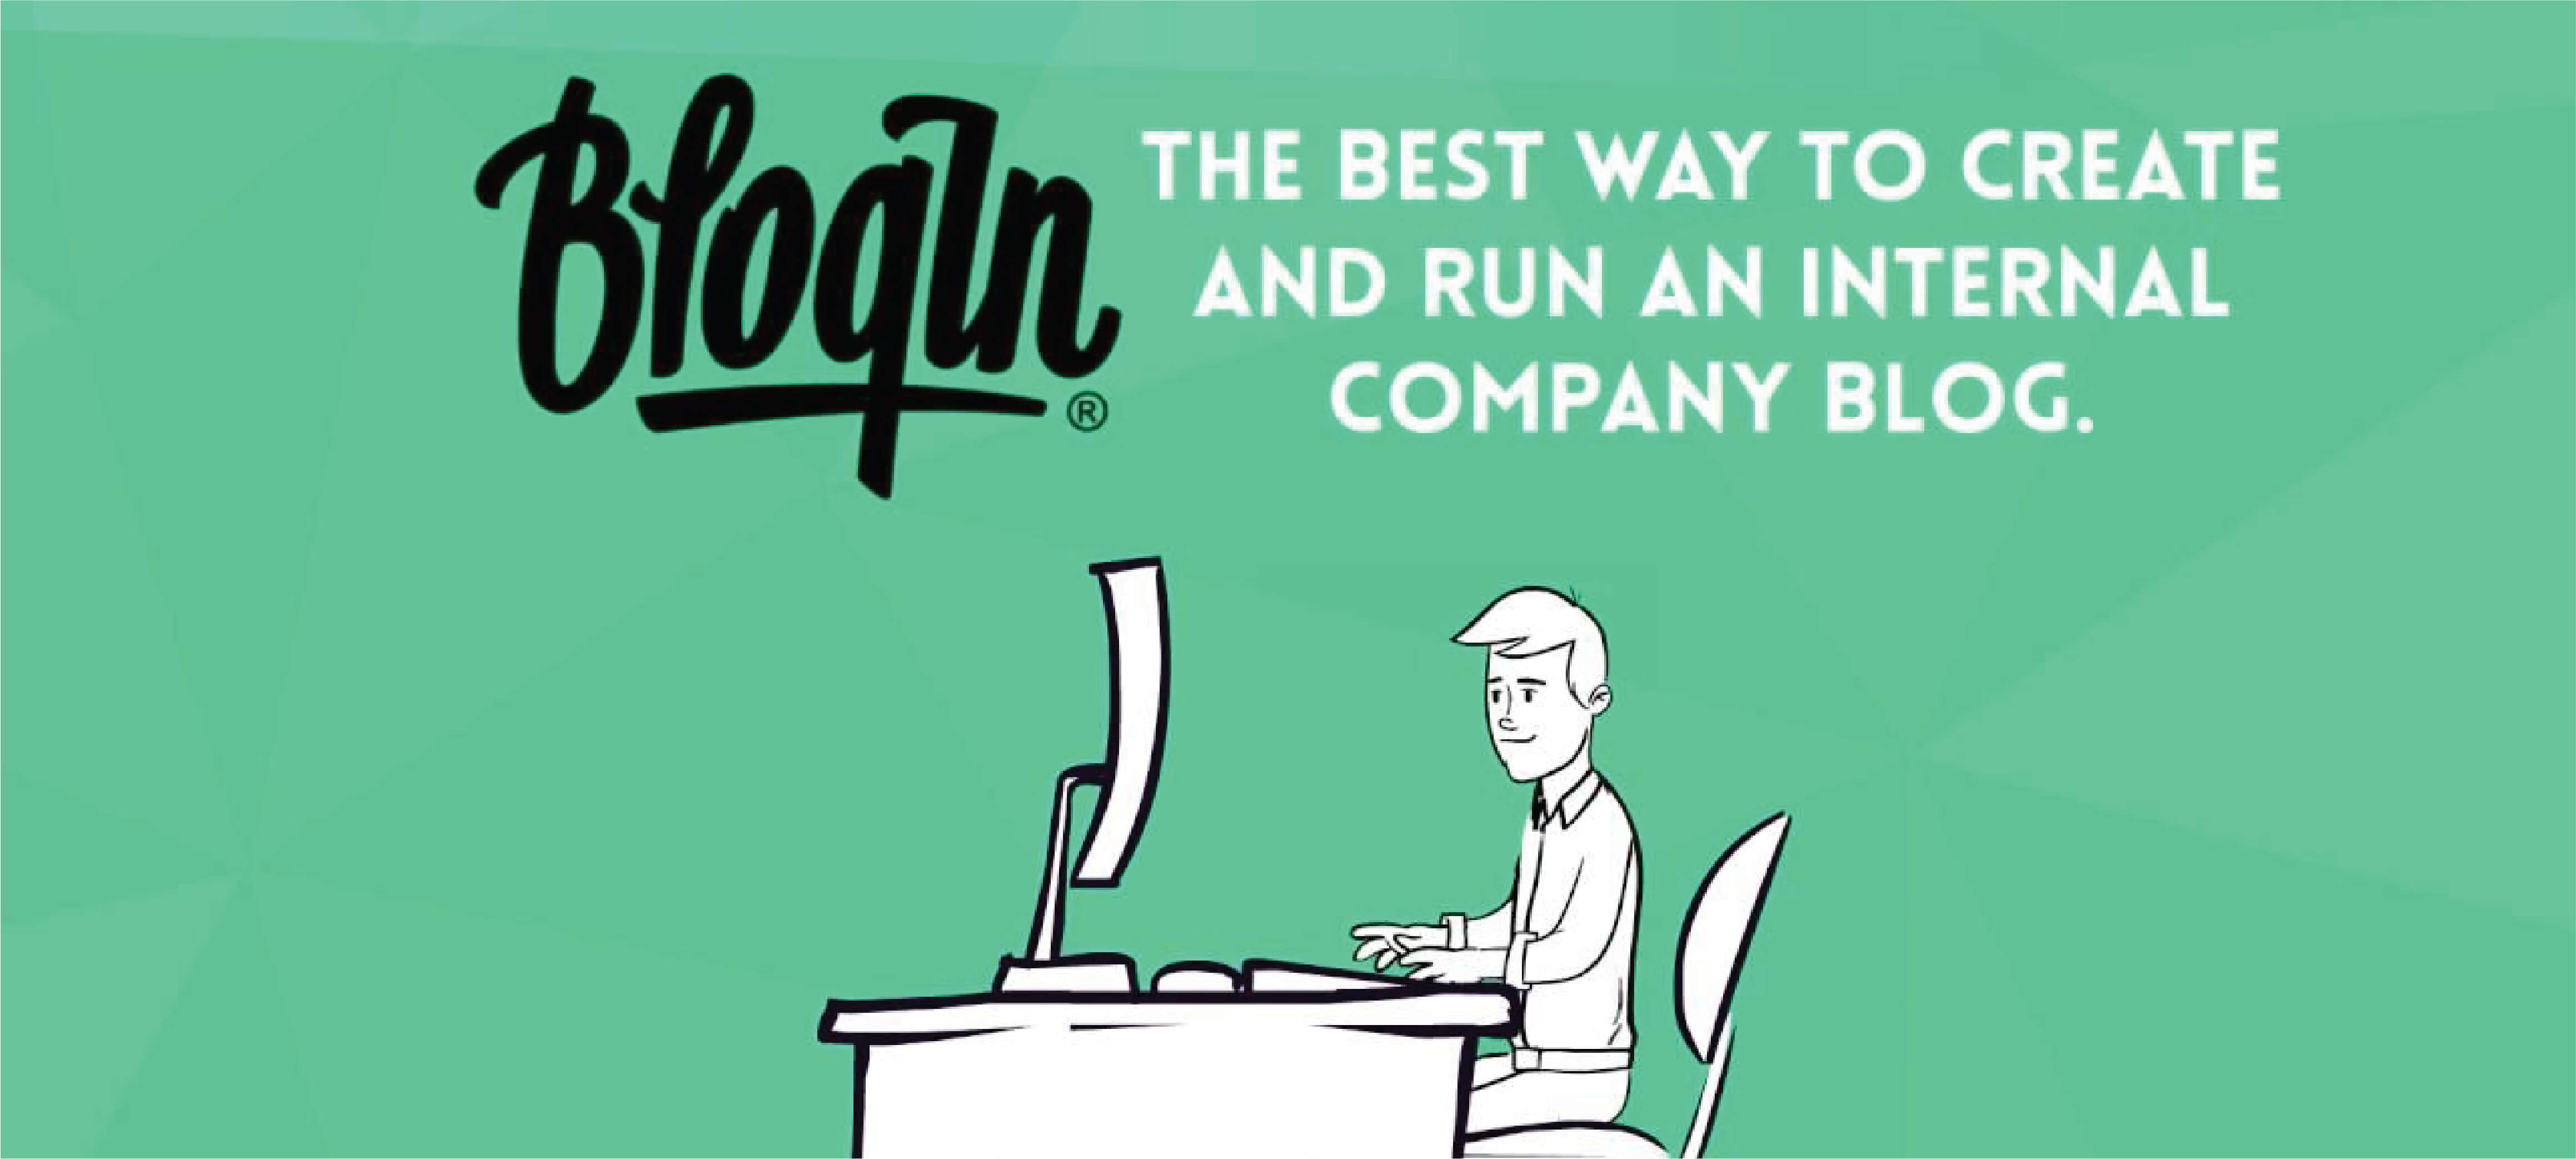 BlogIn
®
THE BEST WAY TO CREATE
AND RUN AN INTERNAL
COMPANY BLOG.